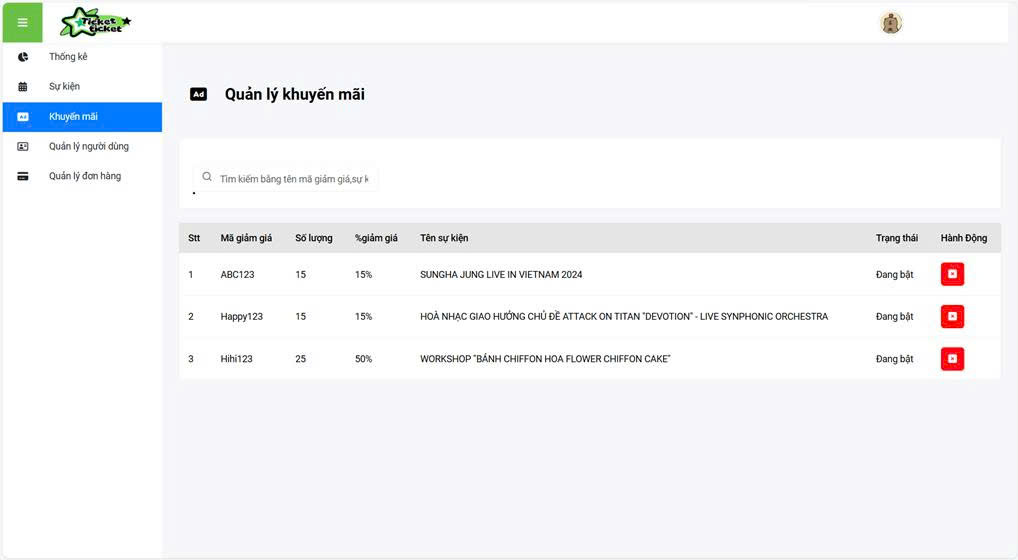 Ticket
ticket
Thống kê
Sự kiện
Khuyến mãi
Quản lý người dùng
Quản lý đơn hàng
Ad Quản lý khuyến mãi
Tìm kiếm bằng tên mã giảm giá,sự k
Stt Mã giảm giá Số lượng %giảm giá Tên sự kiện Trạng thái Hành Động
1 ABC123 15 15% SUNGHA JUNG LIVE IN VIETNAM 2024 Đang bật
2 Happy123 15 15% HOÀ NHẠC GIAO HƯỞNG CHỦ ĐỀ ATTACK ON TITAN "DEVOTION" - LIVE SYNPHONIC ORCHESTRA Đang bật
3 Hihi123 25 50% WORKSHOP "BÁNH CHIFFON HOA FLOWER CHIFFON CAKE" Đang bật